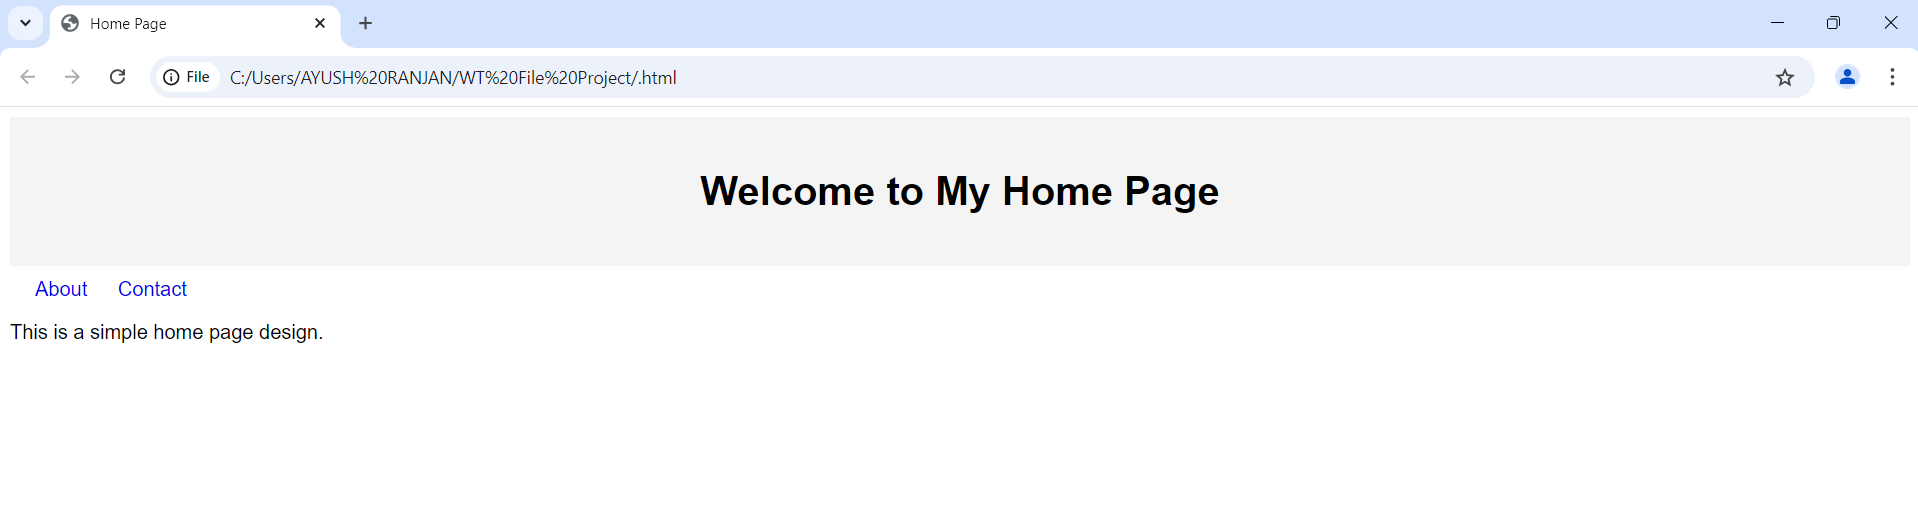 Home Page
File C:/Users/AYUSH%20RANJAN/WT%20File%20Project/.html
Welcome to My Home Page
About Contact
This is a simple home page design.